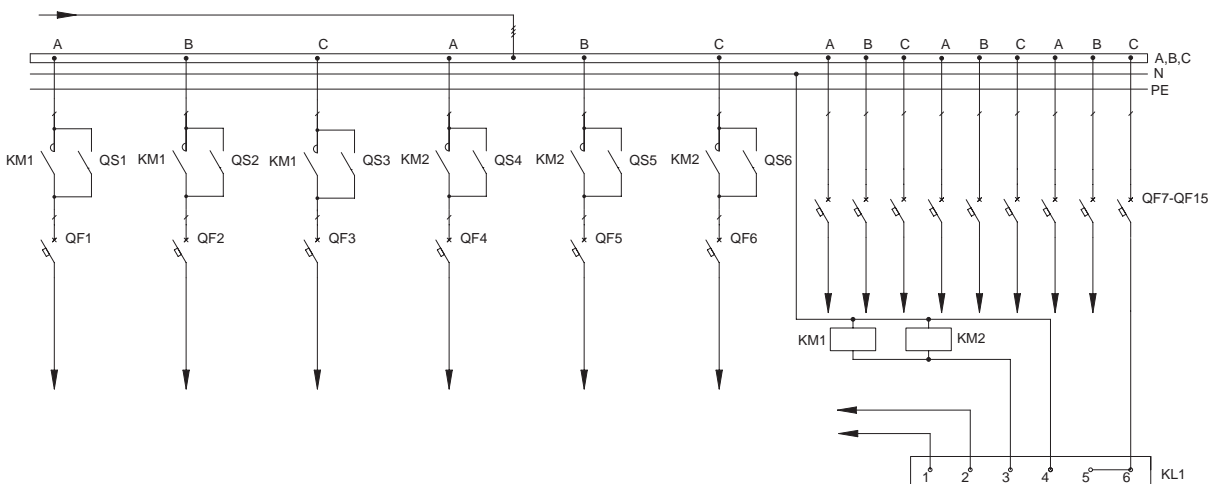 A B C A B C A B C A B C A B C
A,B,C
N
PE
KM1 QS1 KM1 QS2 KM1 QS3 KM2 QS4 KM2 QS5 KM2 QS6
QF7-QF15
QF1 QF2 QF3 QF4 QF5 QF6
KM1 KM2
1 2 3 4 5 6 KL1